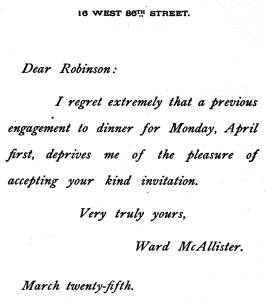 16 WEST 86TH STREET.
Dear Robinson:
I regret extremely that a previous
engagement to dinner for Monday, April
first, deprives me of the pleasure of
accepting your kind invitation.
Very truly yours,
Ward McAllister.
March twenty-fifth.